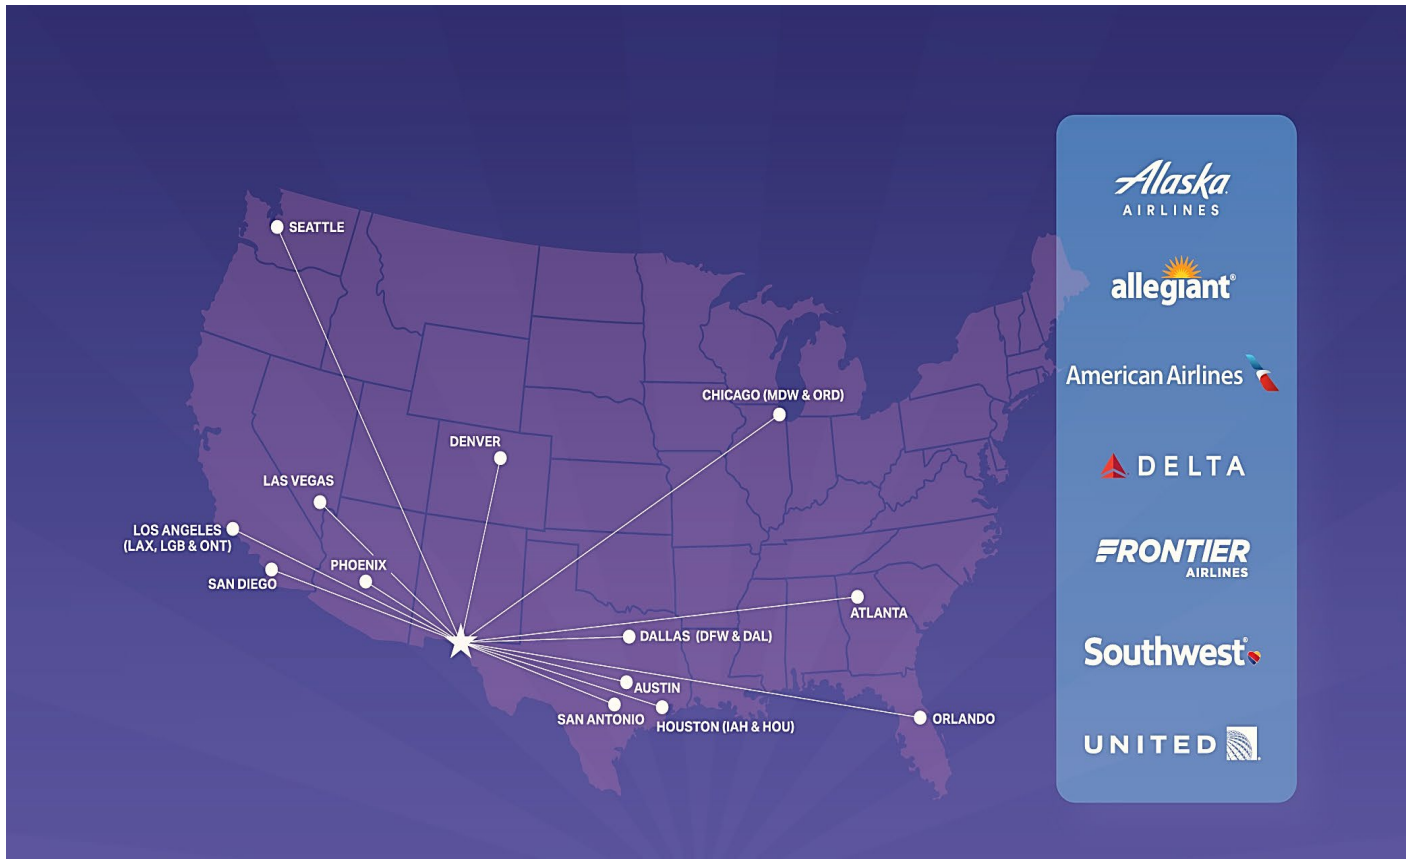 SEATTLE
CHICAGO (MDW & ORD)
DENVER
LAS VEGAS
LOS ANGELES
(LAX, LGB & ONT)
PHOENIX
SAN DIEGO
ATLANTA
DALLAS (DFW & DAL)
AUSTIN
SAN ANTONIO
HOUSTON (IAH & HOU)
ORLANDO
Alaska
AIRLINES
allegiant®
American Airlines
DELTA
FRONTIER
AIRLINES
Southwest®
UNITED